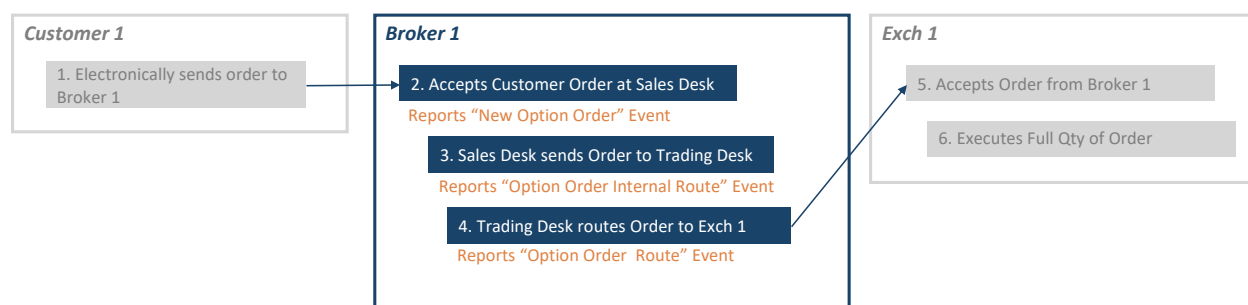 Customer 1
1. Electronically sends order to
Broker 1
Broker 1
2. Accepts Customer Order at Sales Desk
Reports “New Option Order” Event
3. Sales Desk sends Order to Trading Desk
Reports “Option Order Internal Route” Event
4. Trading Desk routes Order to Exch 1
Reports “Option Order  Route” Event
Exch 1
5. Accepts Order from Broker 1
6. Executes Full Qty of Order